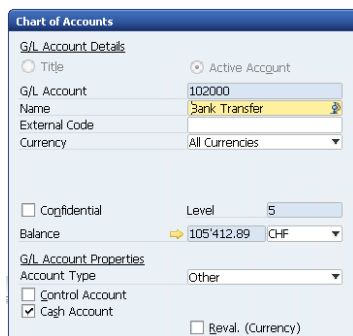 Chart of Accounts
G/L Account Details
Title Active Account
G/L Account 102000
Name Bank Transfer
External Code
Currency All Currencies
Confidential Level 5
Balance 105'412.89 CHF
G/L Account Properties
Account Type Other
Control Account
Cash Account
Reval. (Currency)